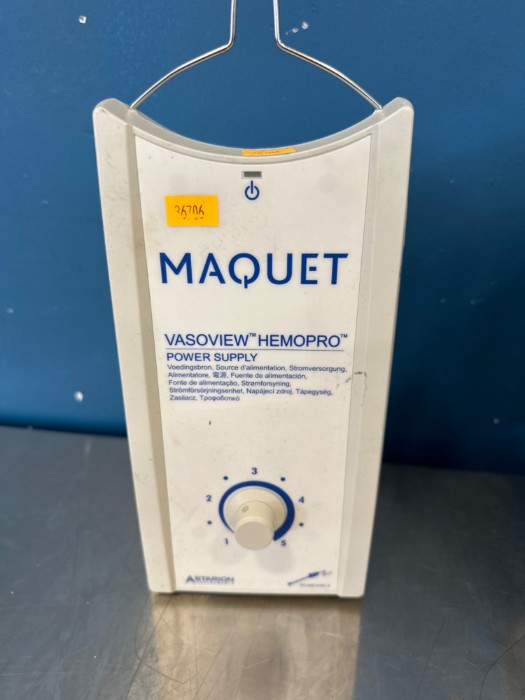 36706
MAQUET
VASOVIEW™ HEMOPRO™
POWER SUPPLY
Voedingsbron, Source d'alimentation, Stromversorgung,
Alimentatore, 電源, Fuente de alimentación,
Fonte de alimentação, Strømforsyning,
Strömförsörjningsenhet, Napájecí zdroj, Tápegység,
Zasilacz, Τροφοδοτικό
3
2 4
1 5
STARION